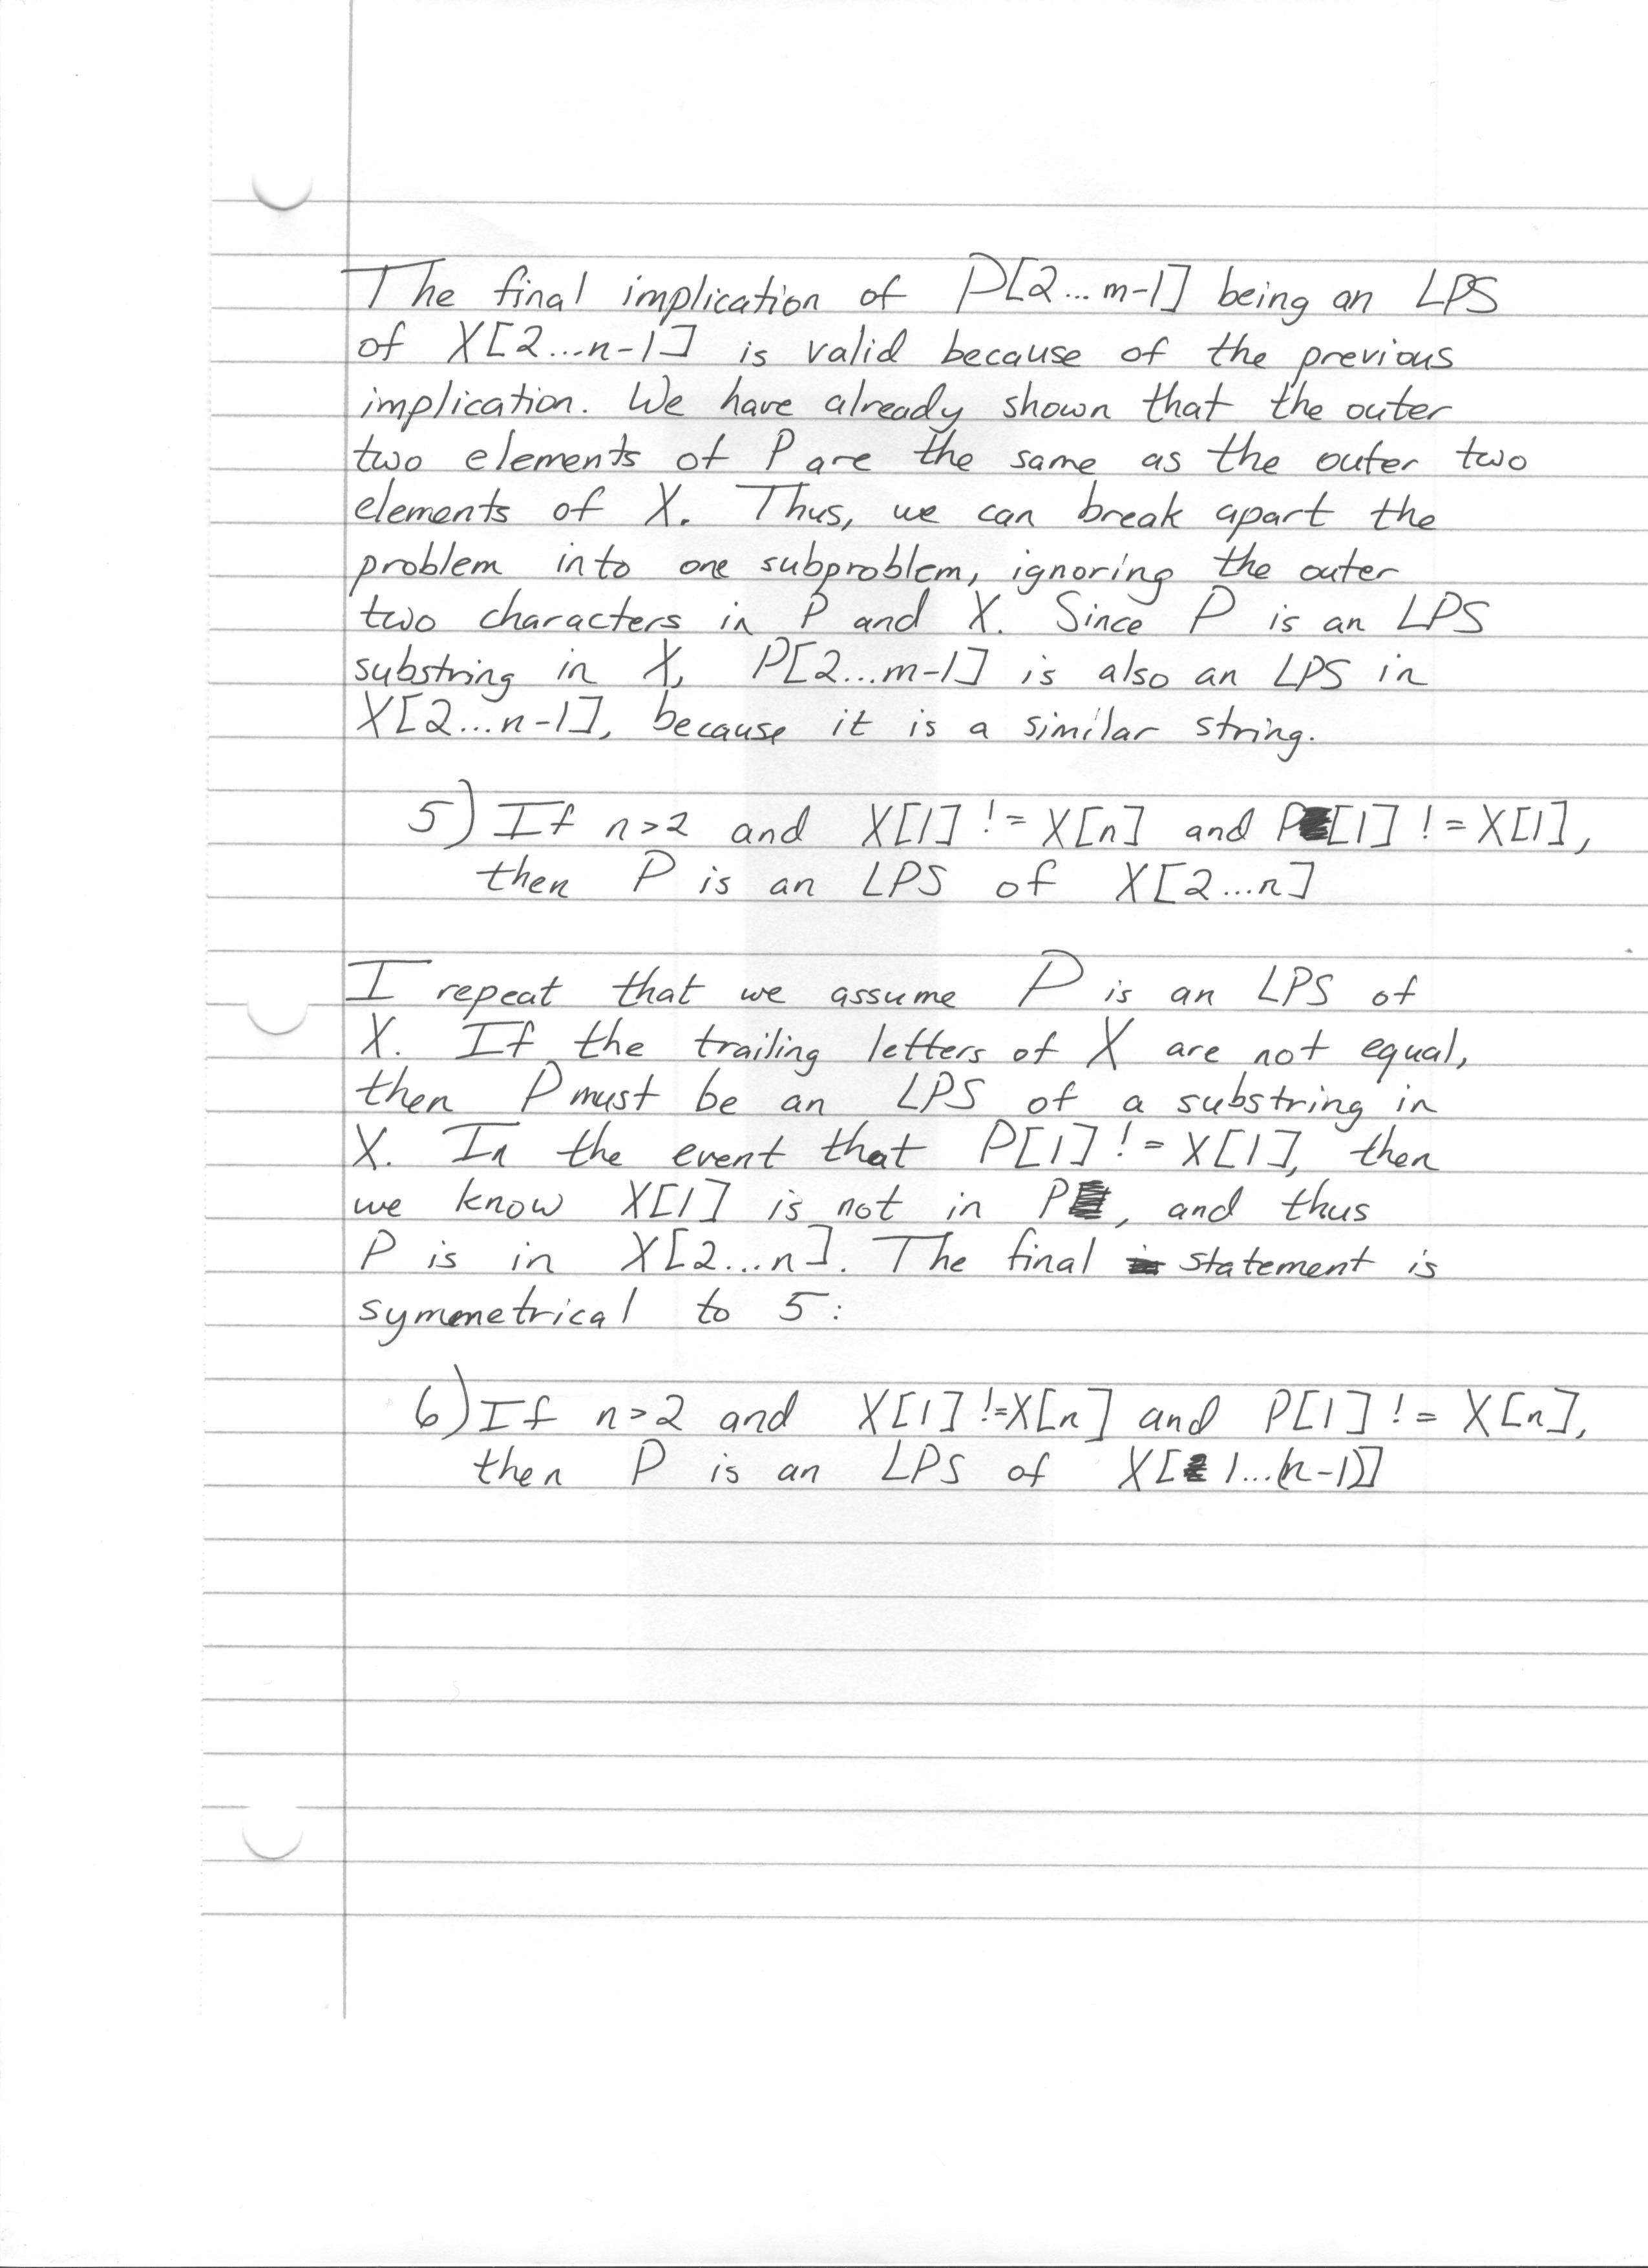 The final implication of P[2...m-1] being an LPS
of X[2...n-1] is valid because of the previous
implication. We have already shown that the outer
two elements of P are the same as the outer two
elements of X. Thus, we can break apart the
problem into one subproblem, ignoring the outer
two characters in P and X. Since P is an LPS
substring in X, P[2...m-1] is also an LPS in
X[2...n-1], because it is a similar string.
5) If n>2 and X[1] != X[n] and P[1] != X[1],
then P is an LPS of X[2...n]
I repeat that we assume P is an LPS of
X. If the trailing letters of X are not equal,
then P must be an LPS of a substring in
X. In the event that P[1] != X[1], then
we know X[1] is not in P, and thus
P is in X[2...n]. The final statement is
symmetrical to 5:
6) If n>2 and X[1] != X[n] and P[1] != X[n],
then P is an LPS of X[1...(n-1)]